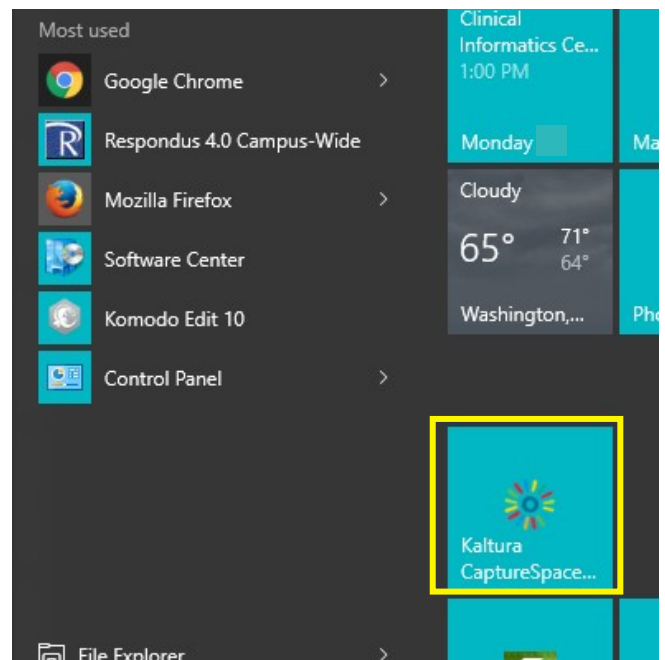 Most used
Google Chrome
Respondus 4.0 Campus-Wide
Mozilla Firefox
Software Center
Komodo Edit 10
Control Panel
File Explorer
Clinical
Informatics Ce...
1:00 PM
Monday
Ma
Cloudy
65° 71°
64°
Washington,...
Pho
Kaltura
CaptureSpace...